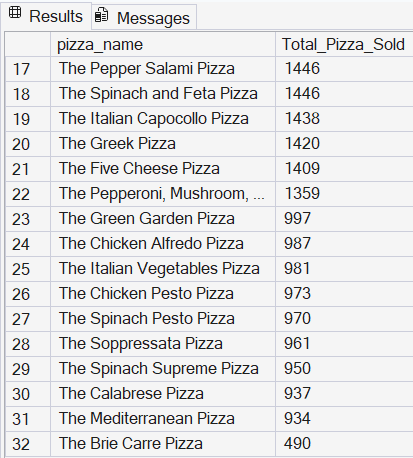 Results Messages
pizza_name Total_Pizza_Sold
17 The Pepper Salami Pizza 1446
18 The Spinach and Feta Pizza 1446
19 The Italian Capocollo Pizza 1438
20 The Greek Pizza 1420
21 The Five Cheese Pizza 1409
22 The Pepperoni, Mushroom, ... 1359
23 The Green Garden Pizza 997
24 The Chicken Alfredo Pizza 987
25 The Italian Vegetables Pizza 981
26 The Chicken Pesto Pizza 973
27 The Spinach Pesto Pizza 970
28 The Soppressata Pizza 961
29 The Spinach Supreme Pizza 950
30 The Calabrese Pizza 937
31 The Mediterranean Pizza 934
32 The Brie Carre Pizza 490